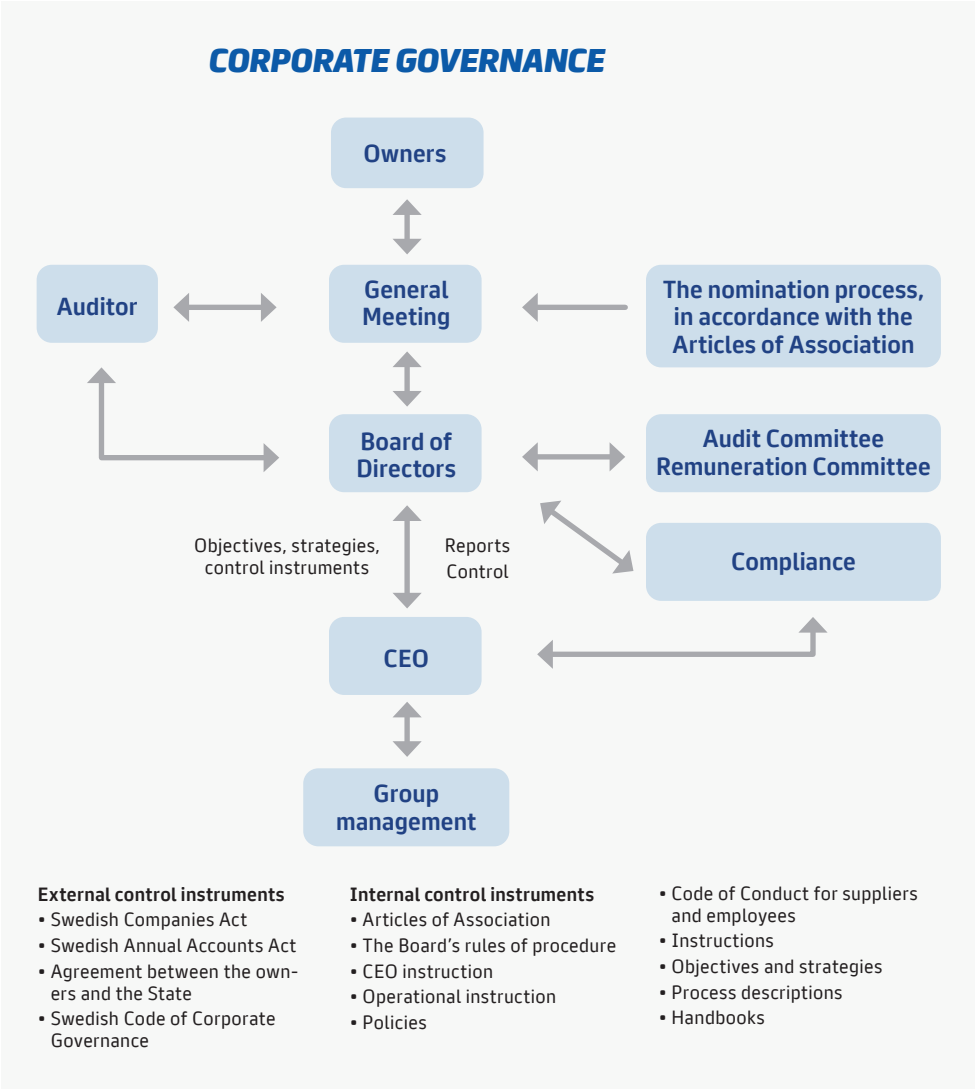 CORPORATE GOVERNANCE
Owners
Auditor
General
Meeting
The nomination process,
in accordance with the
Articles of Association
Board of
Directors
Audit Committee
Remuneration Committee
Objectives, strategies,
control instruments
Reports
Control
Compliance
CEO
Group
management
External control instruments
• Swedish Companies Act
• Swedish Annual Accounts Act
• Agreement between the own-
ers and the State
• Swedish Code of Corporate
Governance
Internal control instruments
• Articles of Association
• The Board’s rules of procedure
• CEO instruction
• Operational instruction
• Policies
• Code of Conduct for suppliers
and employees
• Instructions
• Objectives and strategies
• Process descriptions
• Handbooks